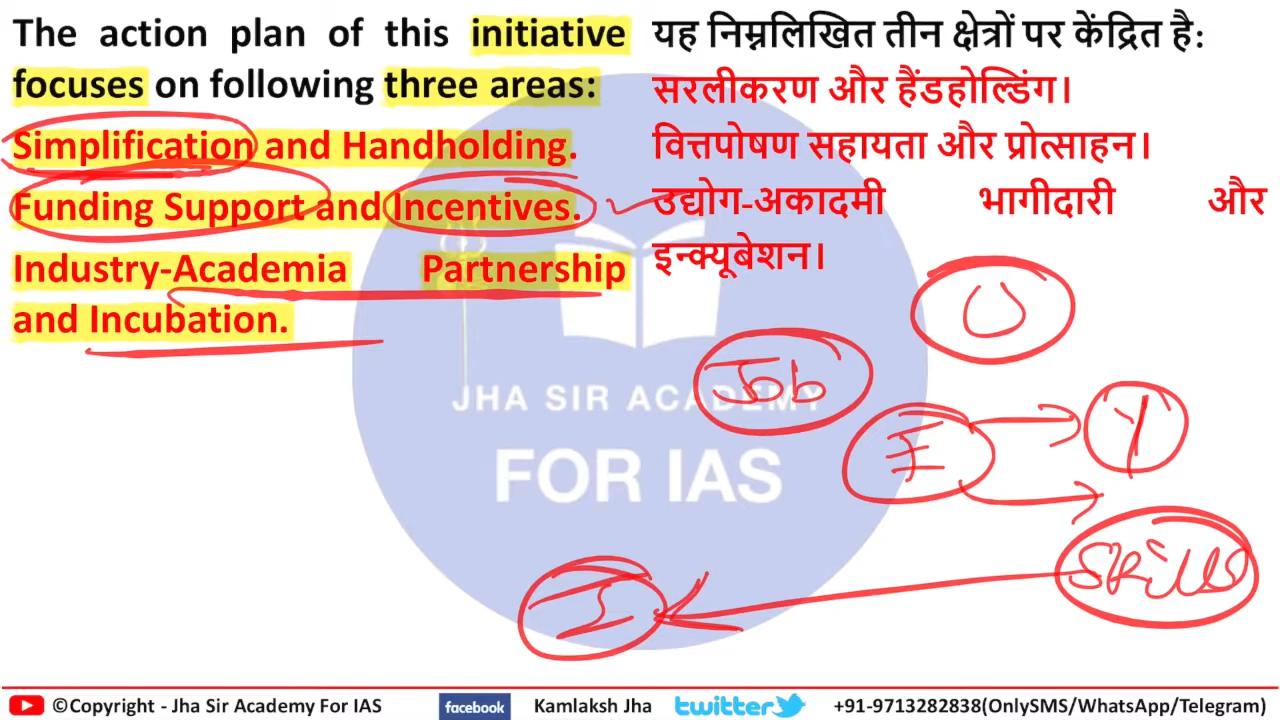 The action plan of this initiative
focuses on following three areas:
Simplification and Handholding.
Funding Support and Incentives.
Industry-Academia Partnership
and Incubation.
यह निम्नलिखित तीन क्षेत्रों पर केंद्रित है:
सरलीकरण और हैंडहोल्डिंग।
वित्तपोषण सहायता और प्रोत्साहन।
उद्योग-अकादमी भागीदारी और
इन्क्यूबेशन।
U
Job
I
Y
Skills
I
JHA SIR ACADEMY
FOR IAS
©Copyright - Jha Sir Academy For IAS facebook Kamlaksh Jha twitter +91-9713282838(OnlySMS/WhatsApp/Telegram)